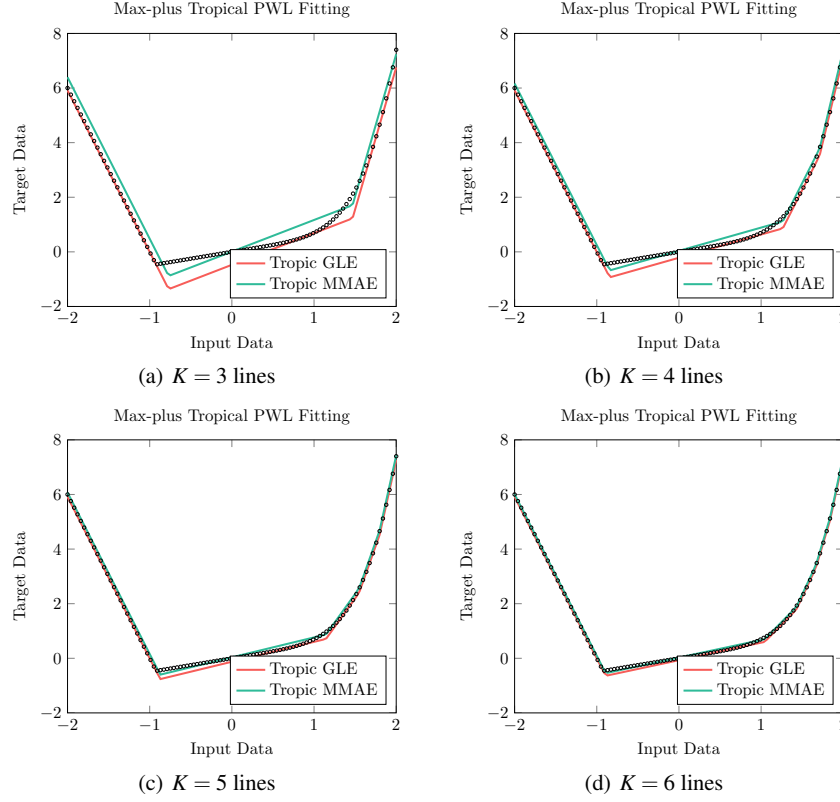 Max-plus Tropical PWL Fitting
8
6
4
2
0
−2
Target Data
−2 −1 0 1 2
Input Data
Tropic GLE
Tropic MMAE
(a) K = 3 lines
Max-plus Tropical PWL Fitting
8
6
4
2
0
−2
Target Data
−2 −1 0 1
Input Data
Tropic GLE
Tropic MMAE
(b) K = 4 lines
Max-plus Tropical PWL Fitting
8
6
4
2
0
−2
Target Data
−2 −1 0 1 2
Input Data
Tropic GLE
Tropic MMAE
(c) K = 5 lines
Max-plus Tropical PWL Fitting
8
6
4
2
0
−2
Target Data
−2 −1 0 1
Input Data
Tropic GLE
Tropic MMAE
(d) K = 6 lines